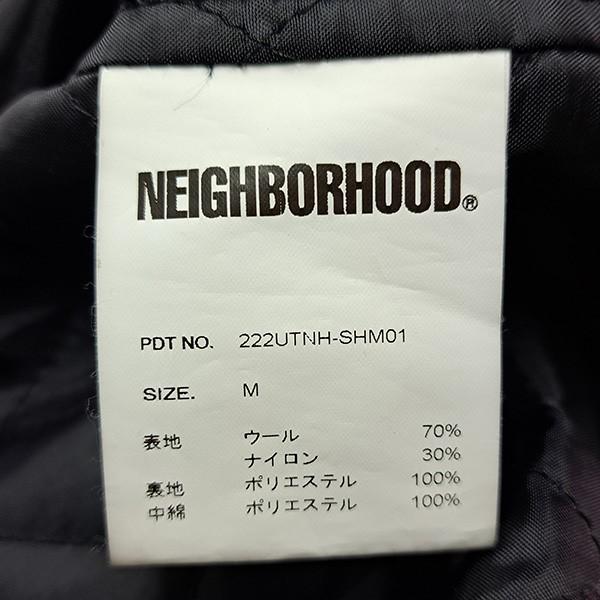 NEIGHBORHOOD®
PDT NO. 222UTNH-SHM01
SIZE. M
表地 ウール 70%
ナイロン 30%
裏地 ポリエステル 100%
中綿 ポリエステル 100%